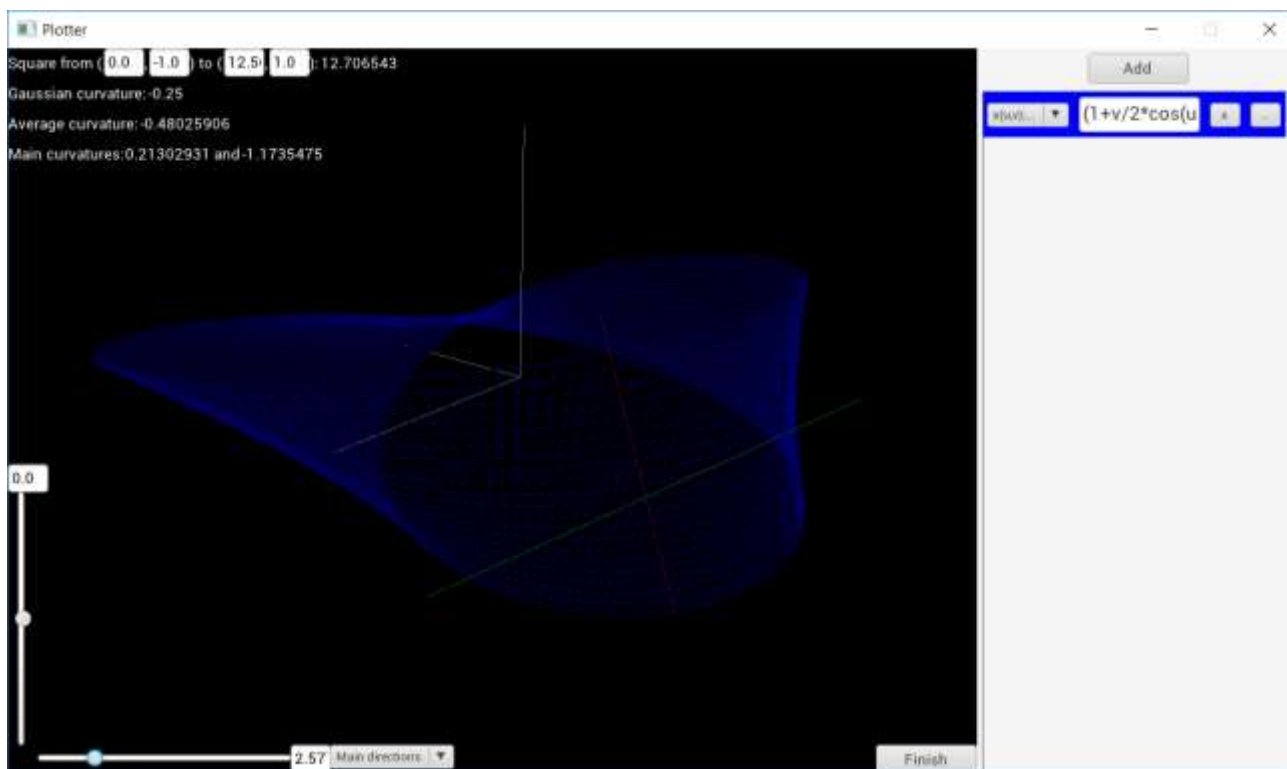 Plotter
Square from ( 0.0 , -1.0 ) to ( 12.5 , 1.0 ): 12.706543
Gaussian curvature: -0.25
Average curvature: -0.48025906
Main curvatures: 0.21302931 and -1.1735475
Add
(1+v/2*cos(u
0.0
2.57
Main directions
Finish